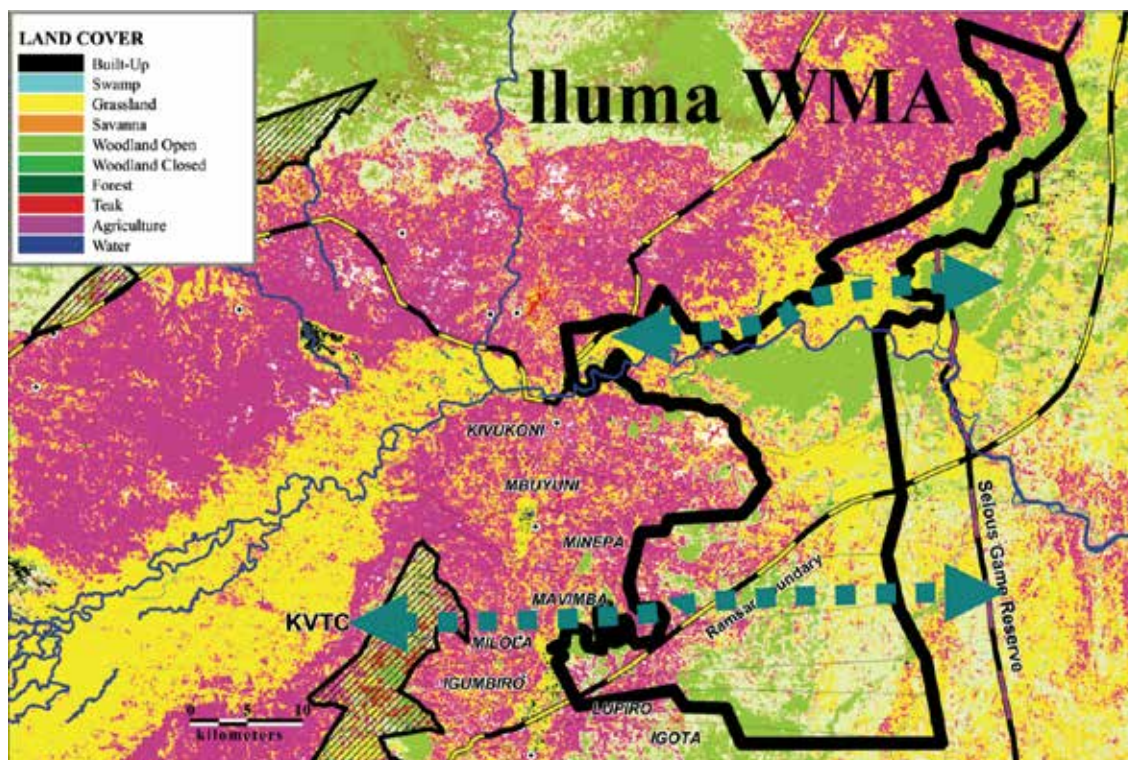 LAND COVER
Built-Up
Swamp
Grassland
Savanna
Woodland Open
Woodland Closed
Forest
Teak
Agriculture
Water
Iluma WMA
KIVUKONI
MBUYUNI
MINEPA
MAVIMBA
KVTC
MILOLA
IGUMBIRO
LUPIRO
IGOTA
Ramsar Boundary
Selous Game Reserve
0 5 10
kilometers